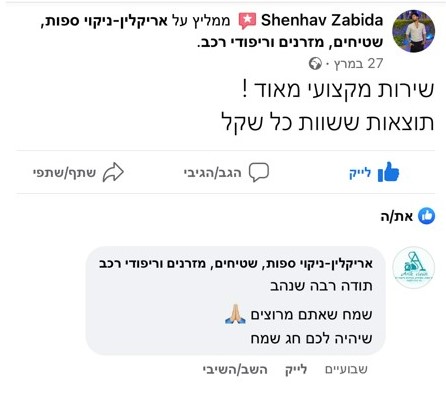 Shenhav Zabida ממליץ על אריקלין-ניקוי ספות,
שטיחים, מזרנים וריפודי רכב.
27 במרץ ·
שירות מקצועי מאוד !
תוצאות ששוות כל שקל
לייק הגב/הגיבי שתף/שתפי
את/ה
אריקלין-ניקוי ספות, שטיחים, מזרנים וריפודי רכב
תודה רבה שנהב
שמח שאתם מרוצים 🙏🏼
שיהיה לכם חג שמח
שבועיים לייק השב/השיבי